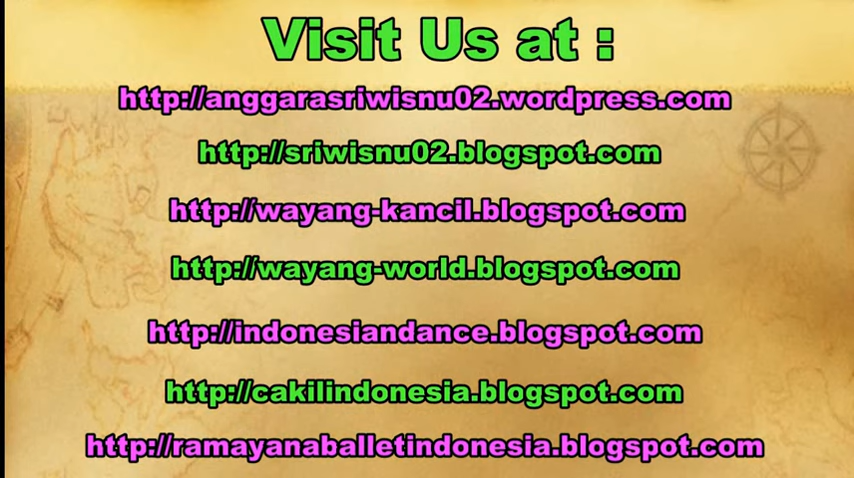 Visit Us at :
http://anggarasriwisnu02.wordpress.com
http://sriwisnu02.blogspot.com
http://wayang-kancil.blogspot.com
http://wayang-world.blogspot.com
http://indonesiandance.blogspot.com
http://cakilindonesia.blogspot.com
http://ramayanaballetindonesia.blogspot.com